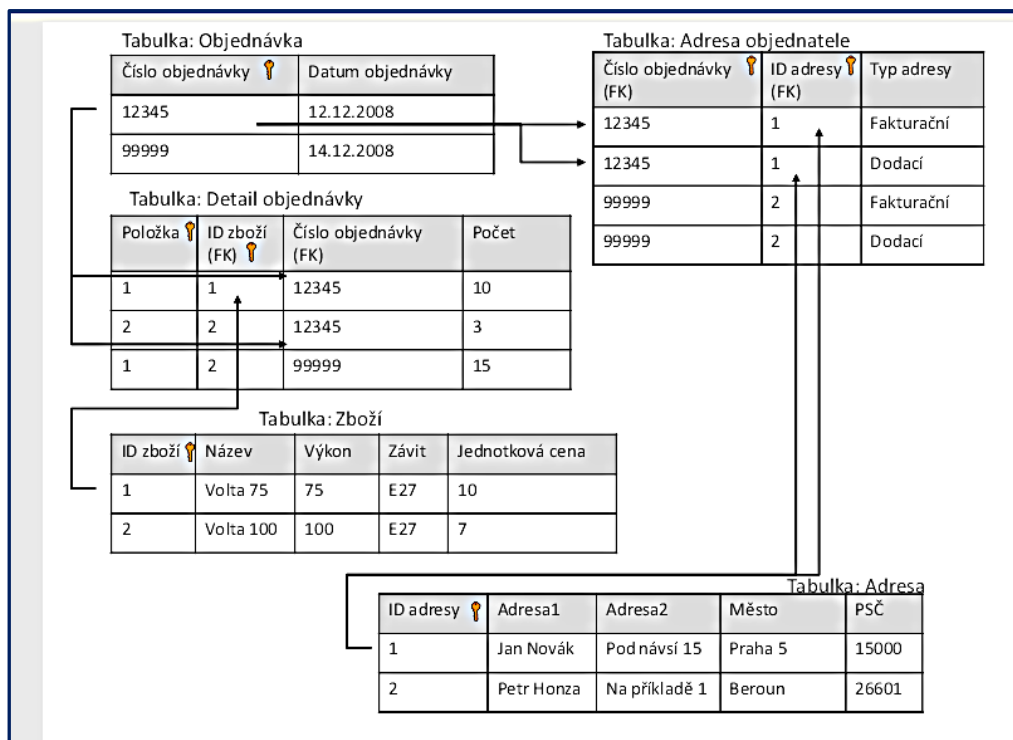 Tabulka: Objednávka
Číslo objednávky Datum objednávky
12345 12.12.2008
99999 14.12.2008
Tabulka: Adresa objednatele
Číslo objednávky (FK) ID adresy (FK) Typ adresy
12345 1 Fakturační
12345 1 Dodací
99999 2 Fakturační
99999 2 Dodací
Tabulka: Detail objednávky
Položka ID zboží (FK) Číslo objednávky (FK) Počet
1 1 12345 10
2 2 12345 3
1 2 99999 15
Tabulka: Zboží
ID zboží Název Výkon Závit Jednotková cena
1 Volta 75 75 E27 10
2 Volta 100 100 E27 7
Tabulka: Adresa
ID adresy Adresa1 Adresa2 Město PSČ
1 Jan Novák Pod návsí 15 Praha 5 15000
2 Petr Honza Na příkladě 1 Beroun 26601